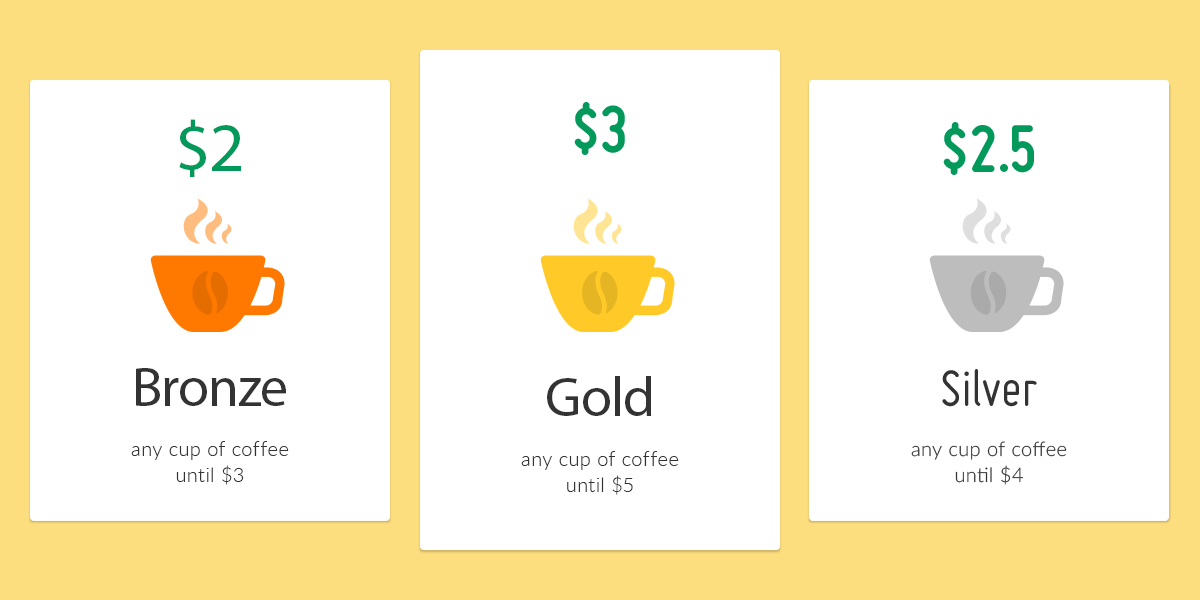 $2
Bronze
any cup of coffee
until $3
$3
Gold
any cup of coffee
until $5
$2.5
Silver
any cup of coffee
until $4